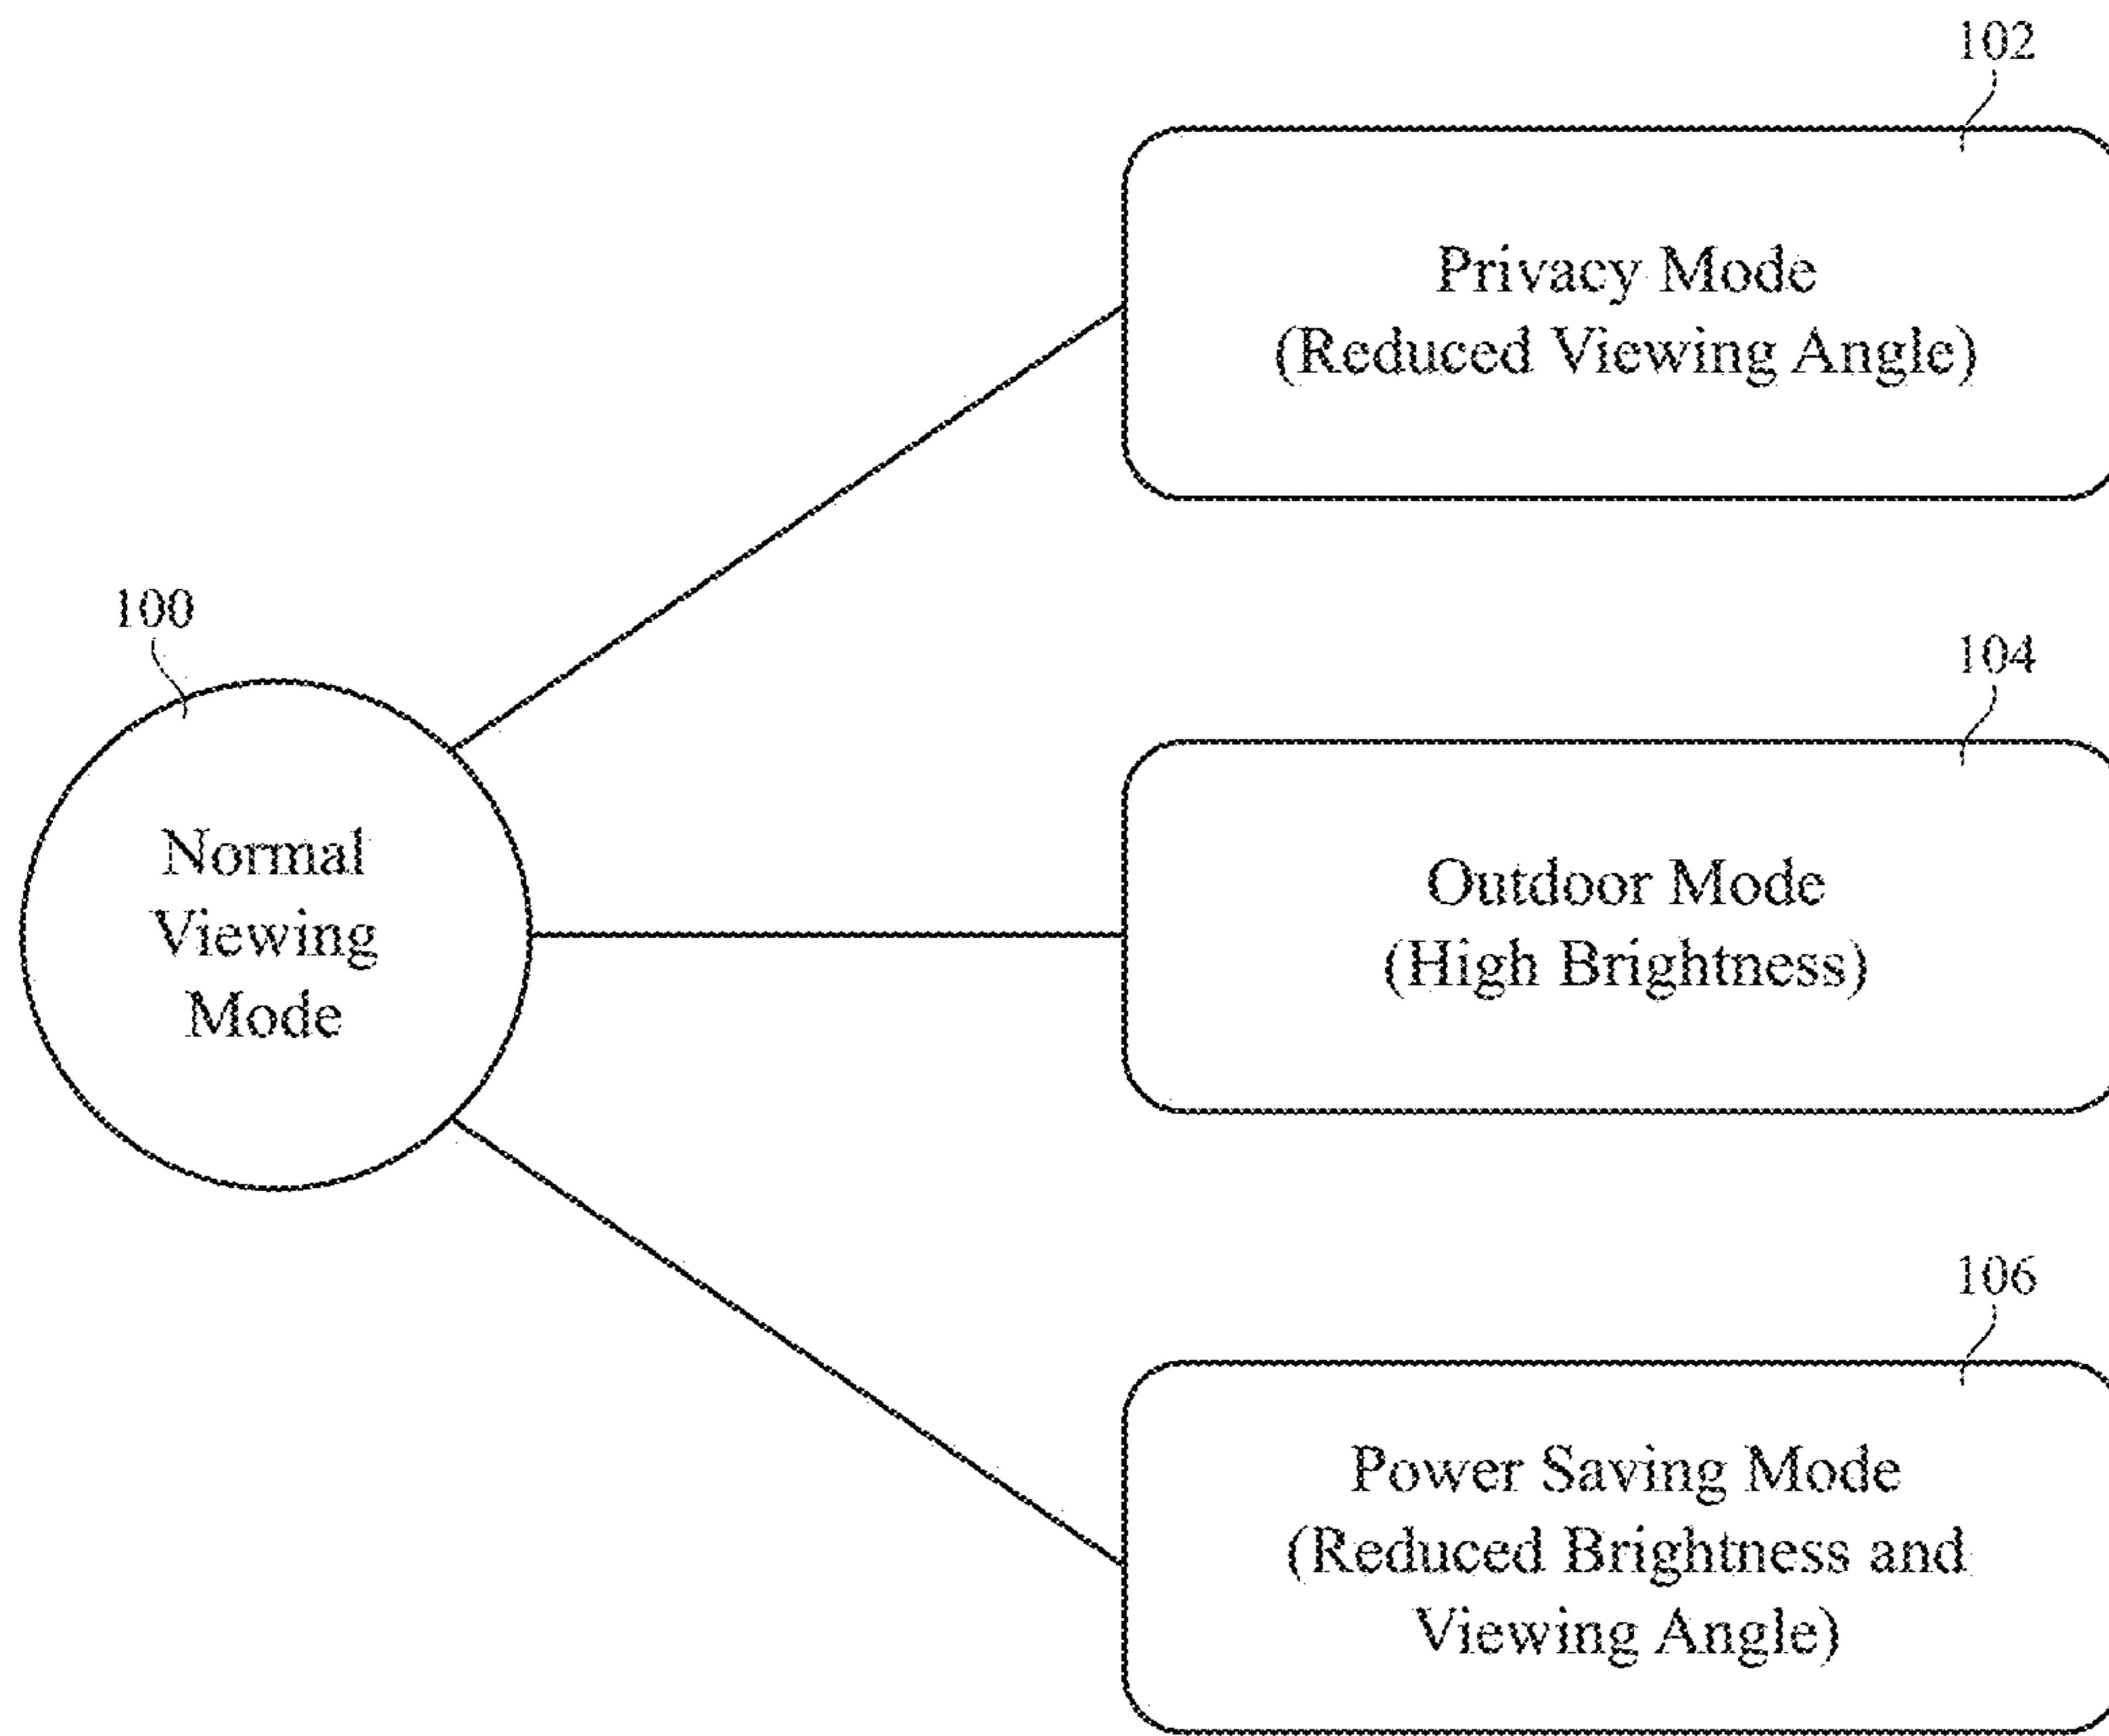 102
Privacy Mode
(Reduced Viewing Angle)
100
Normal
Viewing
Mode
104
Outdoor Mode
(High Brightness)
106
Power Saving Mode
(Reduced Brightness and
Viewing Angle)